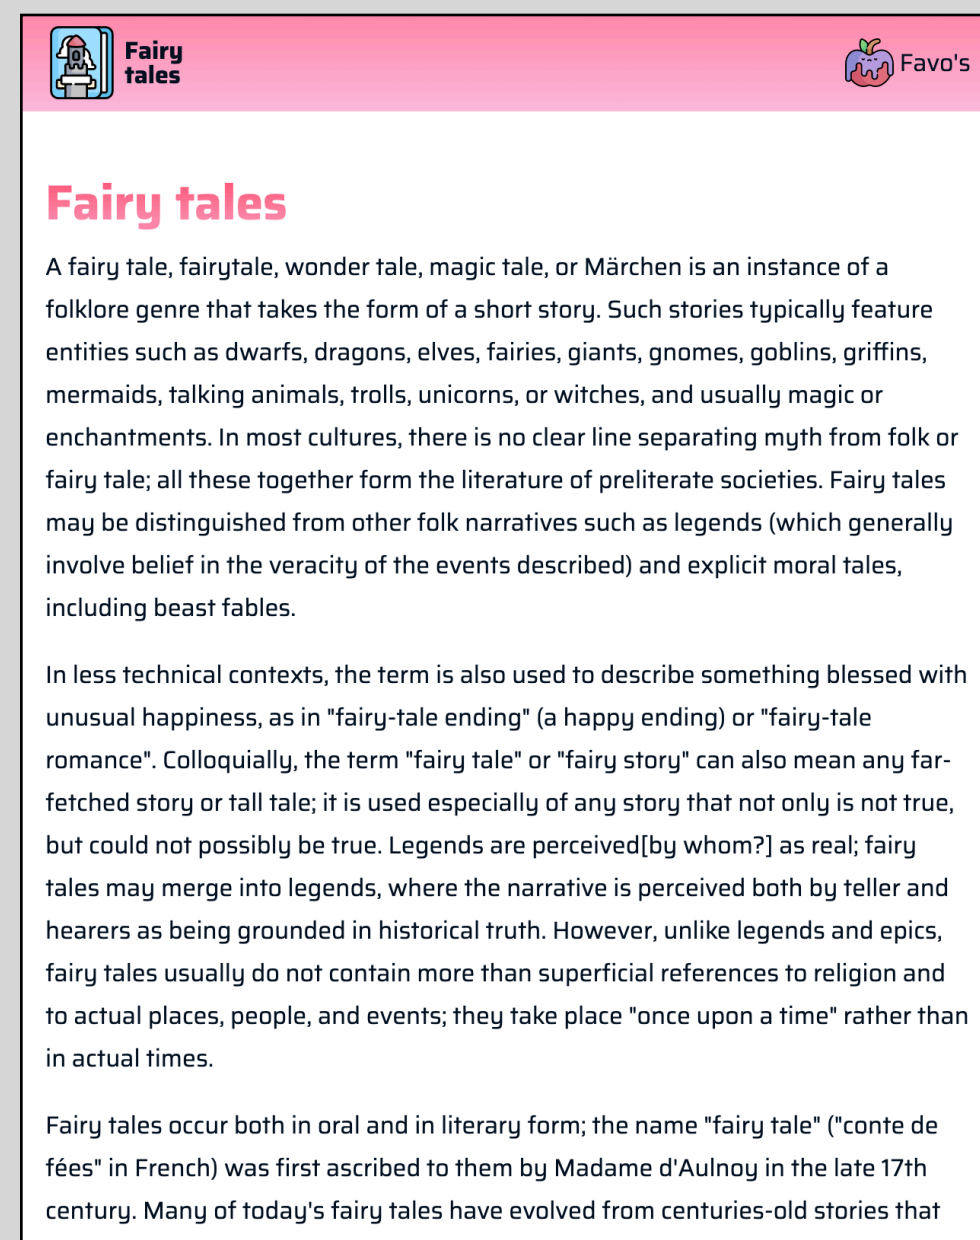 Fairy
tales
Favo's
Fairy tales
A fairy tale, fairytale, wonder tale, magic tale, or Märchen is an instance of a
folklore genre that takes the form of a short story. Such stories typically feature
entities such as dwarfs, dragons, elves, fairies, giants, gnomes, goblins, griffins,
mermaids, talking animals, trolls, unicorns, or witches, and usually magic or
enchantments. In most cultures, there is no clear line separating myth from folk or
fairy tale; all these together form the literature of preliterate societies. Fairy tales
may be distinguished from other folk narratives such as legends (which generally
involve belief in the veracity of the events described) and explicit moral tales,
including beast fables.
In less technical contexts, the term is also used to describe something blessed with
unusual happiness, as in "fairy-tale ending" (a happy ending) or "fairy-tale
romance". Colloquially, the term "fairy tale" or "fairy story" can also mean any far-
fetched story or tall tale; it is used especially of any story that not only is not true,
but could not possibly be true. Legends are perceived[by whom?] as real; fairy
tales may merge into legends, where the narrative is perceived both by teller and
hearers as being grounded in historical truth. However, unlike legends and epics,
fairy tales usually do not contain more than superficial references to religion and
to actual places, people, and events; they take place "once upon a time" rather than
in actual times.
Fairy tales occur both in oral and in literary form; the name "fairy tale" ("conte de
fées" in French) was first ascribed to them by Madame d'Aulnoy in the late 17th
century. Many of today's fairy tales have evolved from centuries-old stories that